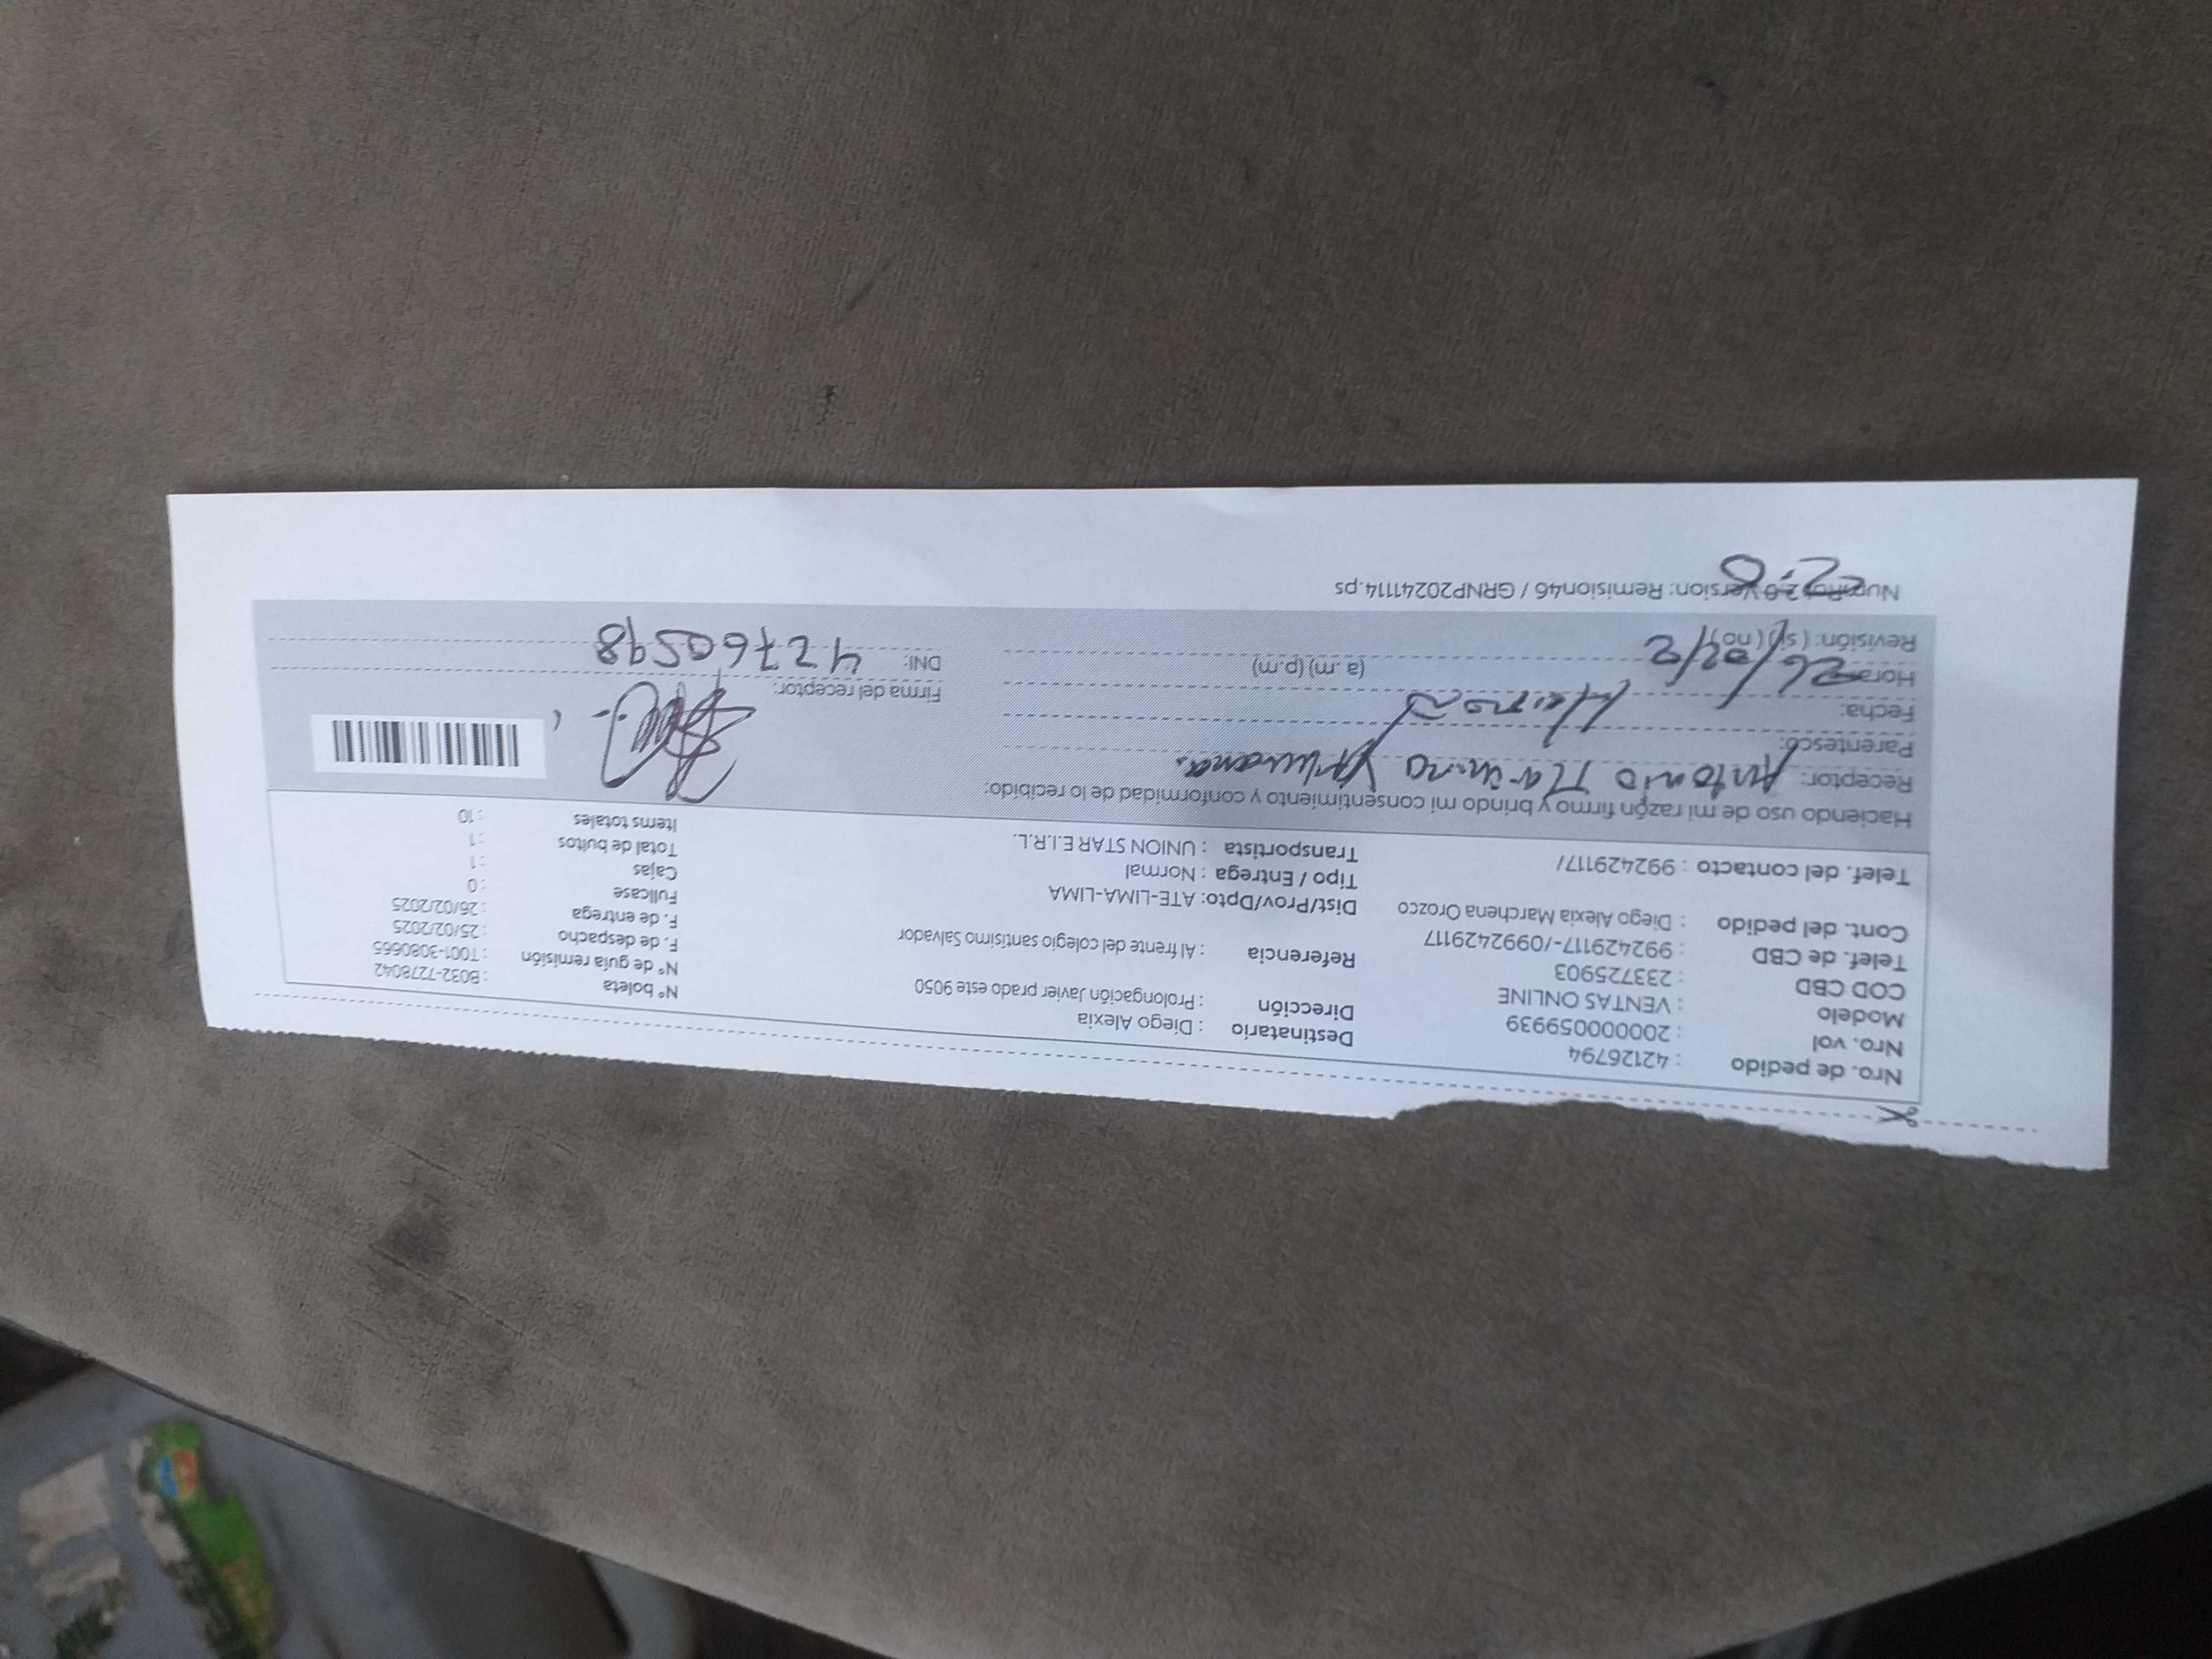 Nro. de pedido : 42126794
Nro. vol : 20000059939
Modelo : VENTAS ONLINE
COD CBD : 233725903
Telef. de CBD : 992429117-/0992429117
Cont. del pedido : Diego Alexia Marchena Orozco
Telef. del contacto : 992429117/
Destinatario : Diego Alexia
Dirección : Prolongación Javier prado este 9050
Referencia : Al frente del colegio santísimo Salvador
Dist/Prov/Dpto: ATE-LIMA-LIMA
Tipo / Entrega : Normal
Transportista : UNION STAR E.I.R.L.
N° boleta : B032-7278042
N° de guía remisión : T001-3080665
F. de despacho : 25/02/2025
F. de entrega : 26/02/2025
Fullcase : 0
Cajas : 1
Total de bultos : 1
Items totales : 10
Haciendo uso de mi razón firmo y brindo mi consentimiento y conformidad de lo recibido:
Receptor: Antonio
Parentesco:
Fecha:
Hora: (a.m) (p.m)
Revisión: (si) (no)
Firma del receptor:
DNI: 42760598
Version: Remision46 / GRNP20241114.ps